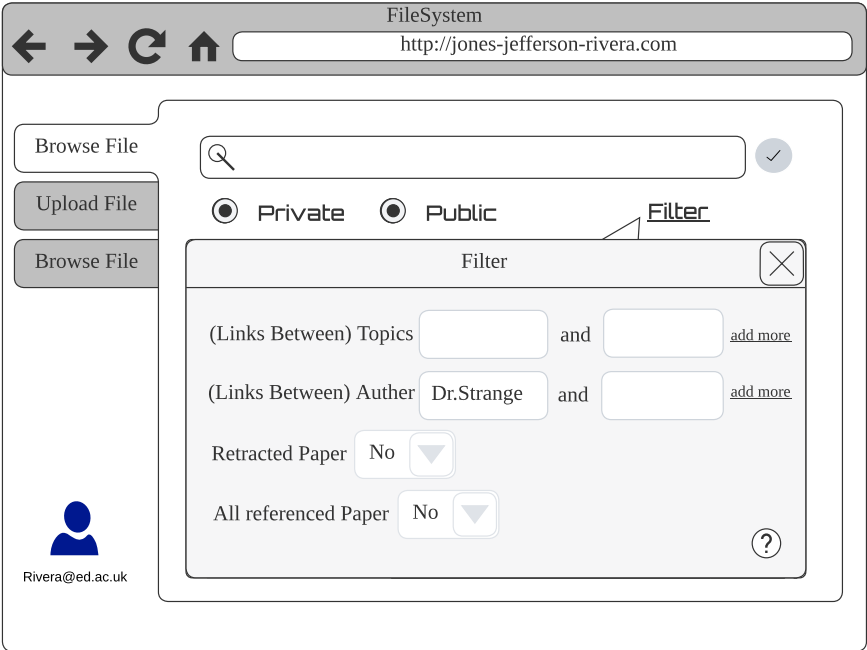 FileSystem
http://jones-jefferson-rivera.com
Browse File
Upload File
Browse File
Private Public Filter
Filter
(Links Between) Topics and add more
(Links Between) Auther Dr.Strange and add more
Retracted Paper No
All referenced Paper No
?
Rivera@ed.ac.uk